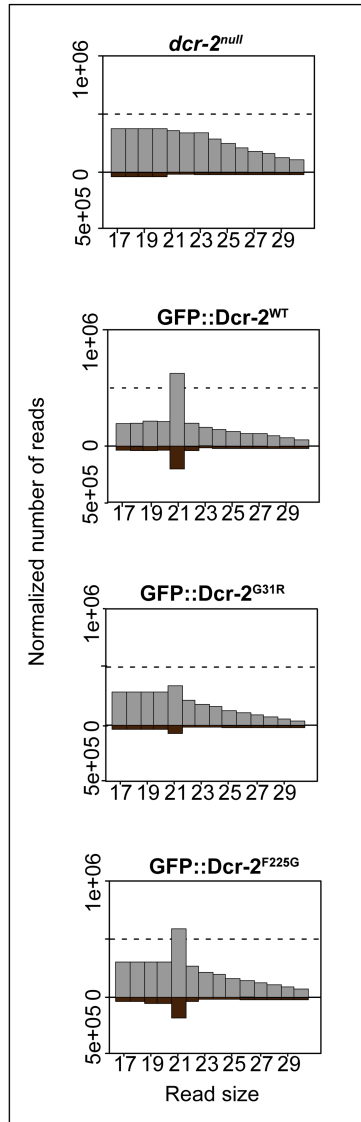 dcr-2null
1e+06
0
5e+05
17 19 21 23 25 27 29
GFP::Dcr-2WT
1e+06
0
5e+05
17 19 21 23 25 27 29
GFP::Dcr-2G31R
1e+06
0
5e+05
17 19 21 23 25 27 29
GFP::Dcr-2F225G
1e+06
0
5e+05
17 19 21 23 25 27 29
Read size
Normalized number of reads